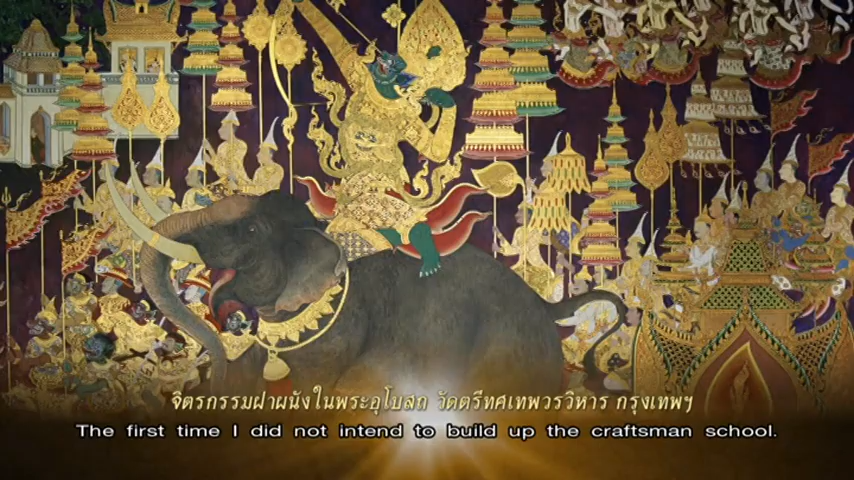 จิตรกรรมฝาผนังในพระอุโบสถ วัดตรีทศเทพวรวิหาร กรุงเทพฯ
The first time I did not intend to build up the craftsman school.